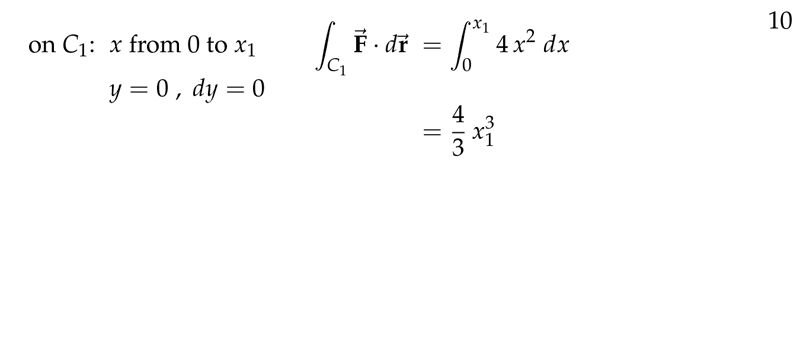 10
on C₁: x from 0 to x₁ ∫_C₁ F⃗ · dr⃗ = ∫₀^x₁ 4 x² dx
y = 0 , dy = 0
= 4/3 x₁³